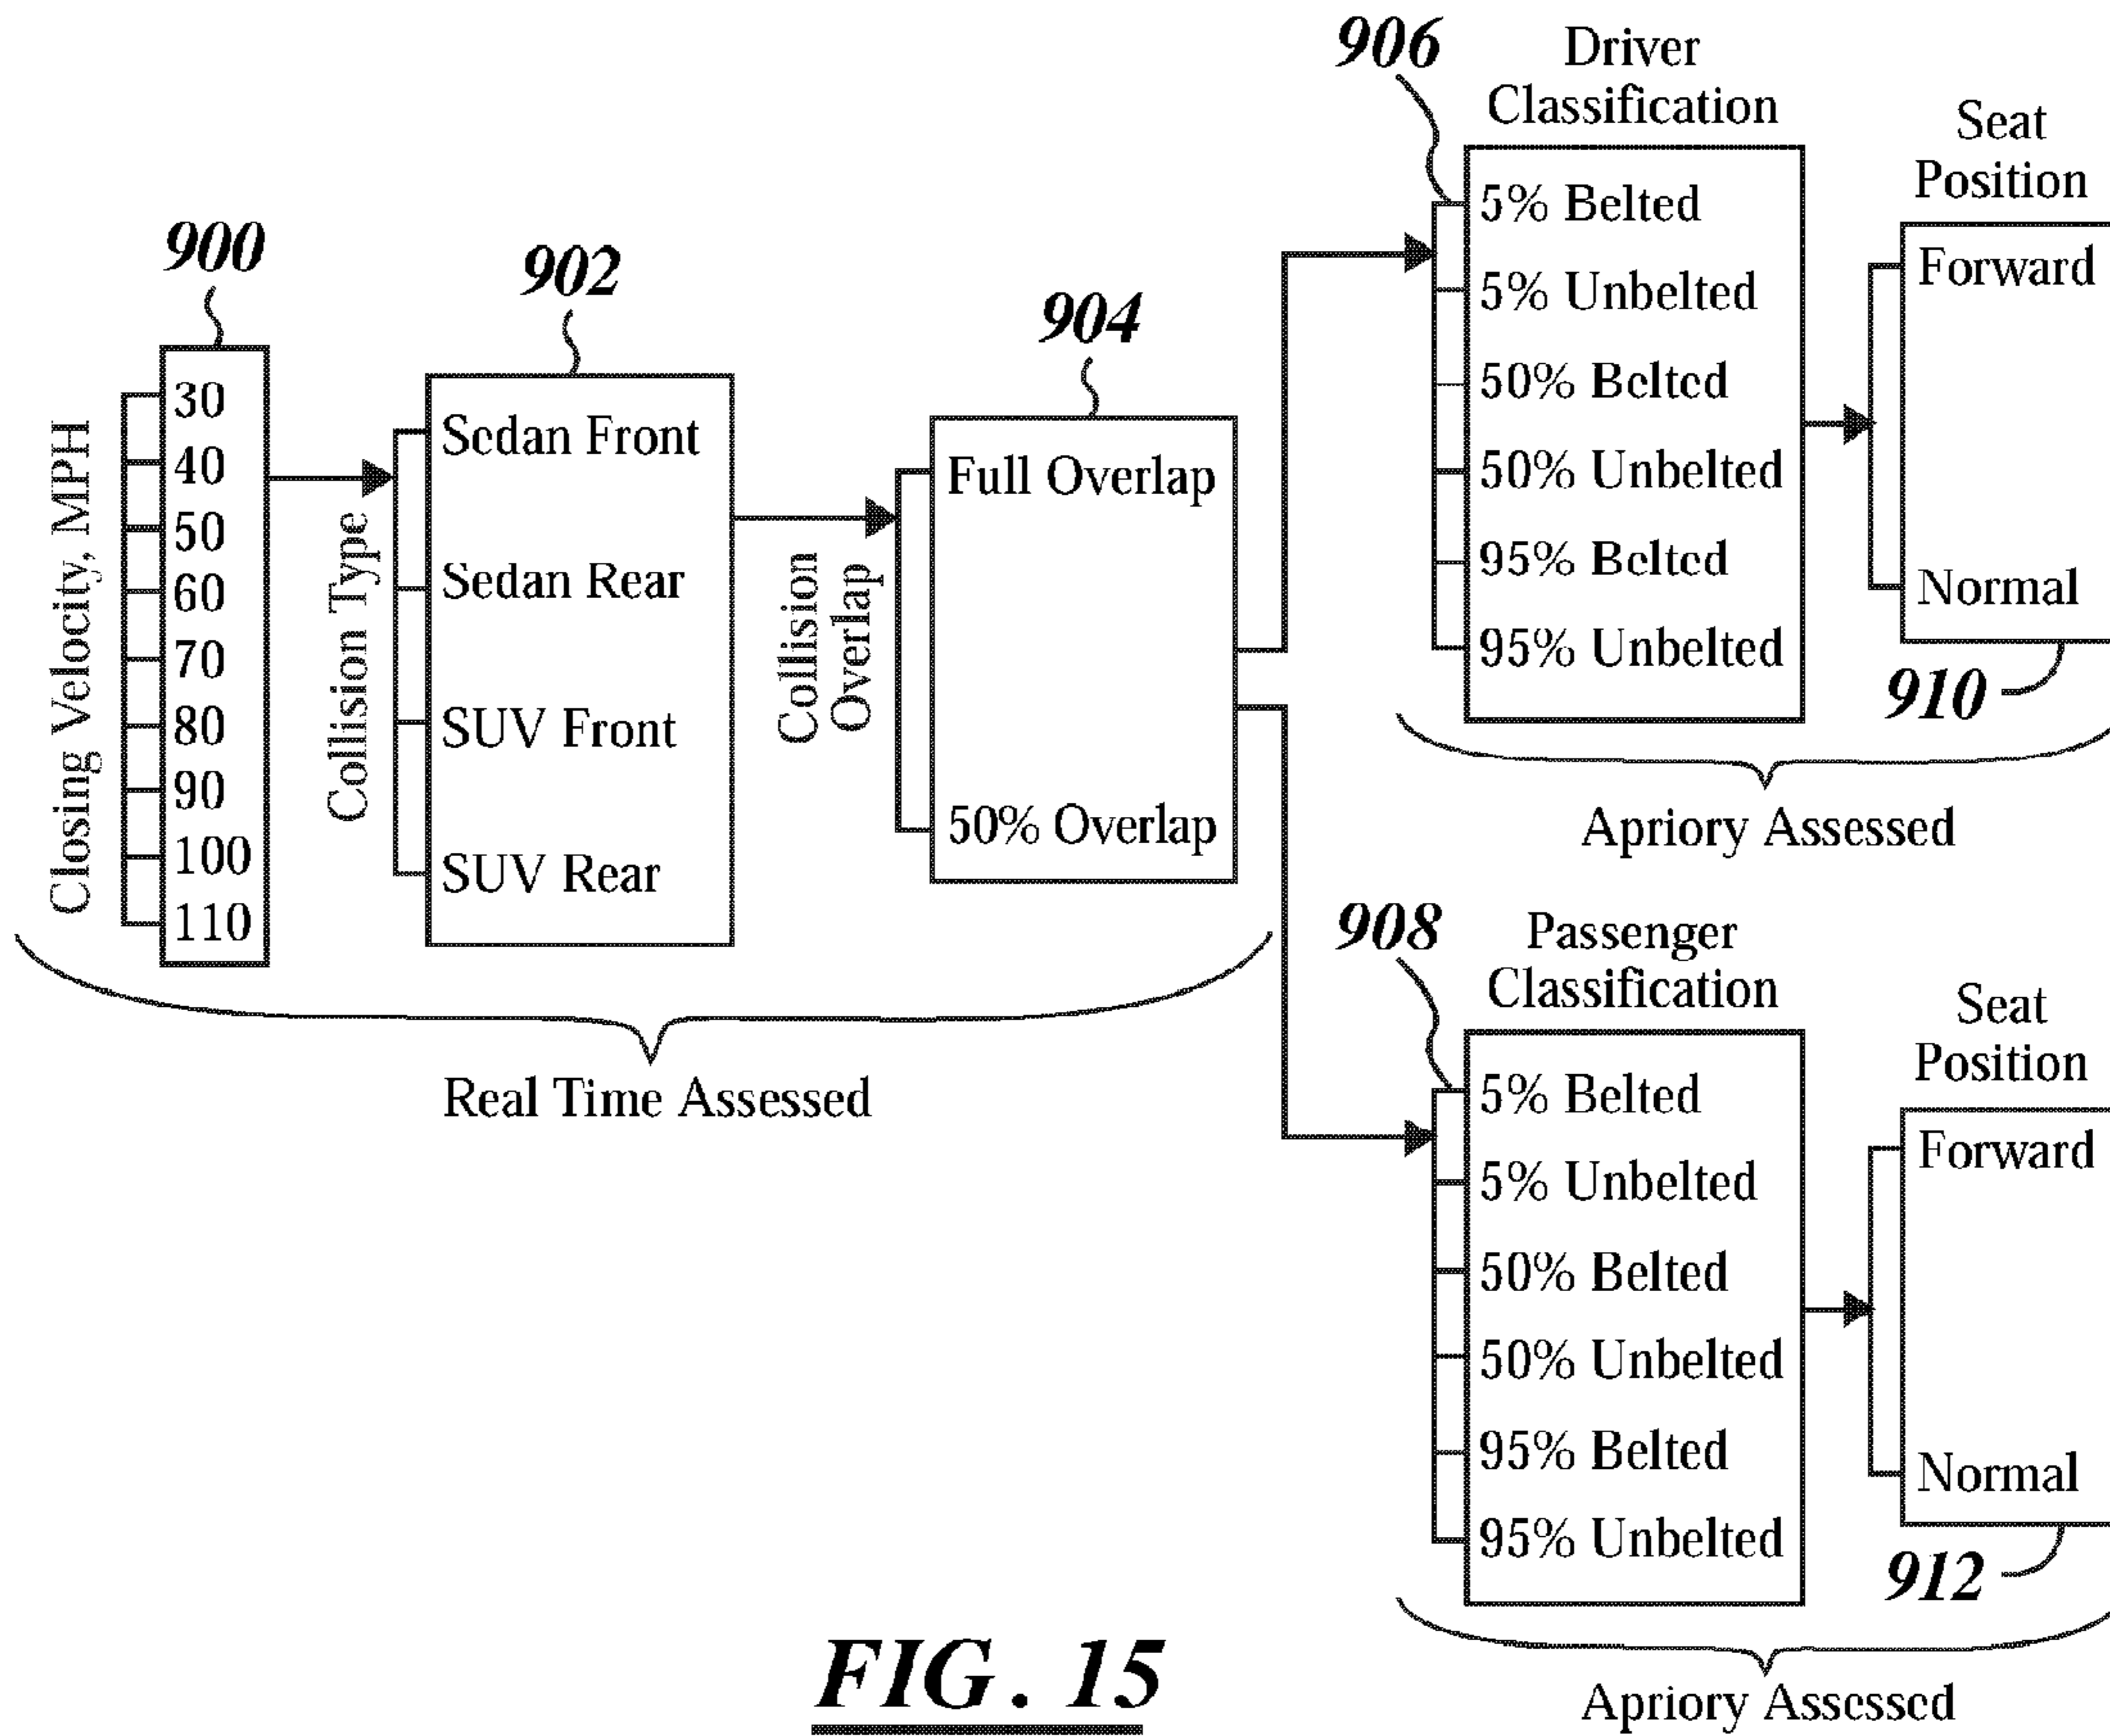 900
Closing Velocity, MPH
30
40
50
60
70
80
90
100
110
902
Collision Type
Sedan Front
Sedan Rear
SUV Front
SUV Rear
904
Collision
Overlap
Full Overlap
50% Overlap
Real Time Assessed
906
Driver
Classification
5% Belted
5% Unbelted
50% Belted
50% Unbelted
95% Belted
95% Unbelted
Seat
Position
Forward
Normal
910
Apriory Assessed
908
Passenger
Classification
5% Belted
5% Unbelted
50% Belted
50% Unbelted
95% Belted
95% Unbelted
Seat
Position
Forward
Normal
912
Apriory Assessed
FIG. 15